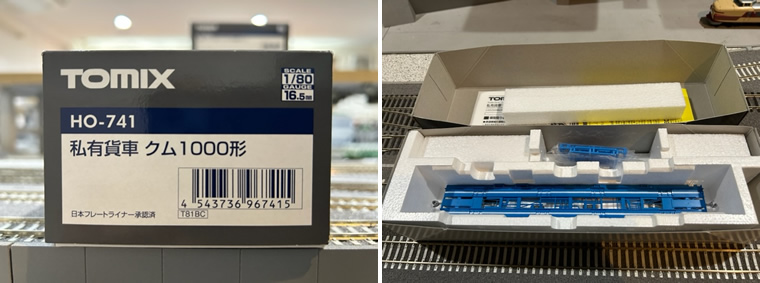 TOMIX
SCALE
1/80
GAUGE
16.5mm
HO-741
私有貨車 クム1000形
4 543736 967415
日本フレートライナー承認済
T81BC
TOM